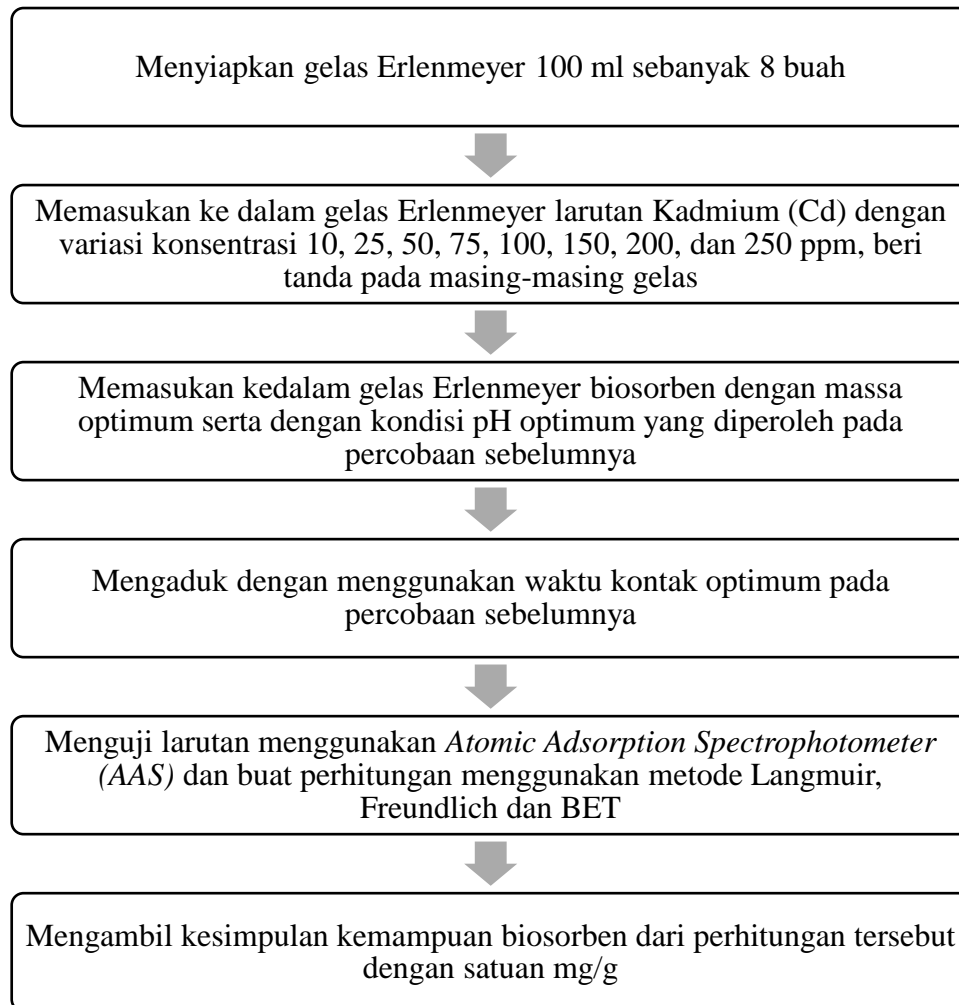 Menyiapkan gelas Erlenmeyer 100 ml sebanyak 8 buah
Memasukan ke dalam gelas Erlenmeyer larutan Kadmium (Cd) dengan
variasi konsentrasi 10, 25, 50, 75, 100, 150, 200, dan 250 ppm, beri
tanda pada masing-masing gelas
Memasukan kedalam gelas Erlenmeyer biosorben dengan massa
optimum serta dengan kondisi pH optimum yang diperoleh pada
percobaan sebelumnya
Mengaduk dengan menggunakan waktu kontak optimum pada
percobaan sebelumnya
Menguji larutan menggunakan Atomic Adsorption Spectrophotometer
(AAS) dan buat perhitungan menggunakan metode Langmuir,
Freundlich dan BET
Mengambil kesimpulan kemampuan biosorben dari perhitungan tersebut
dengan satuan mg/g